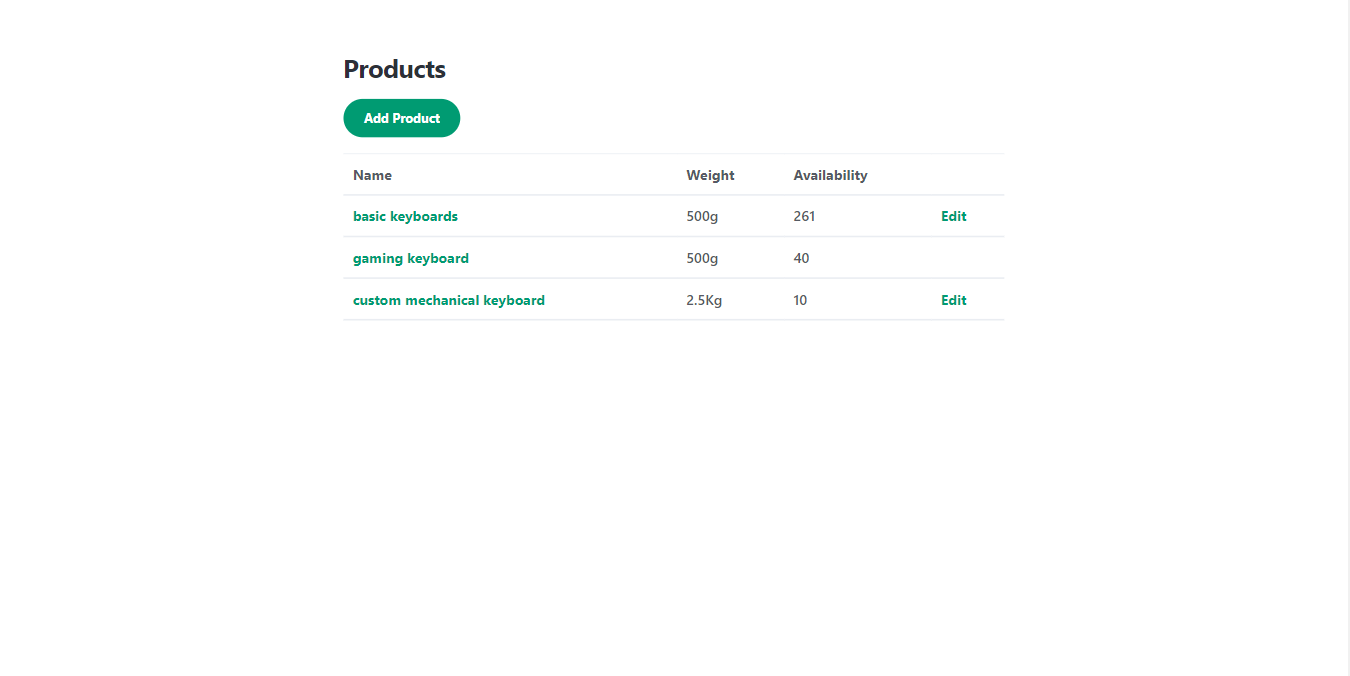 Products
Add Product
Name Weight Availability
basic keyboards 500g 261 Edit
gaming keyboard 500g 40
custom mechanical keyboard 2.5Kg 10 Edit